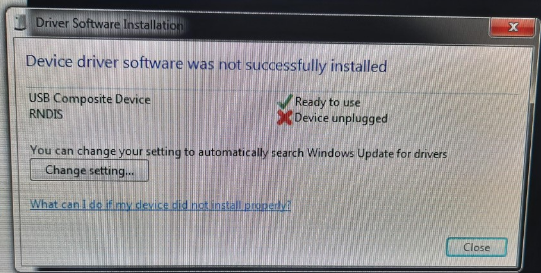 Driver Software Installation
Device driver software was not successfully installed
USB Composite Device Ready to use
RNDIS Device unplugged
You can change your setting to automatically search Windows Update for drivers
Change setting...
What can I do if my device did not install properly?
Close